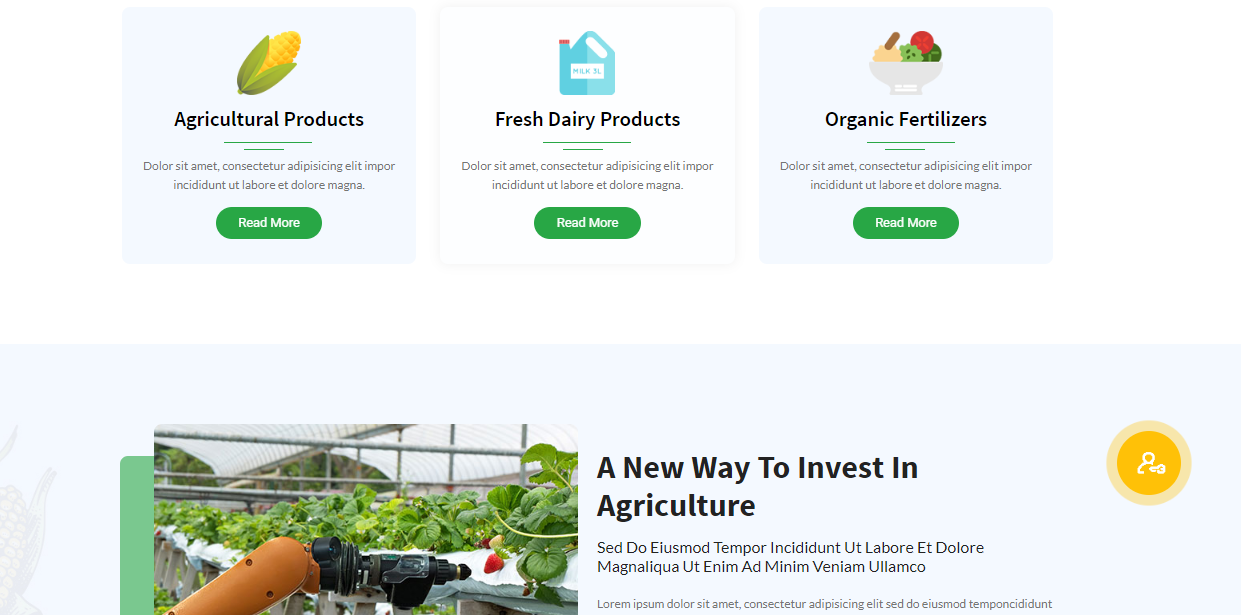 MILK 3L
Agricultural Products
Dolor sit amet, consectetur adipisicing elit impor
incididunt ut labore et dolore magna.
Read More
Fresh Dairy Products
Dolor sit amet, consectetur adipisicing elit impor
incididunt ut labore et dolore magna.
Read More
Organic Fertilizers
Dolor sit amet, consectetur adipisicing elit impor
incididunt ut labore et dolore magna.
Read More
A New Way To Invest In
Agriculture
Sed Do Eiusmod Tempor Incididunt Ut Labore Et Dolore
Magnaliqua Ut Enim Ad Minim Veniam Ullamco
Lorem ipsum dolor sit amet, consectetur adipisicing elit sed do eiusmod temponcididunt